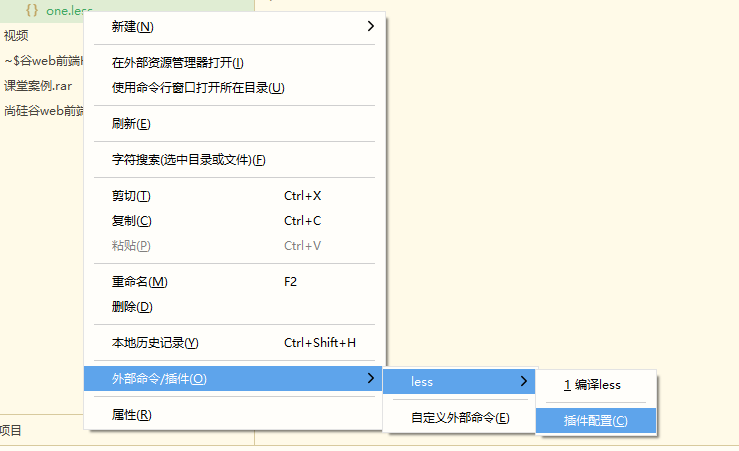 {} one.less
视频
~$谷web前端
课堂案例.rar
尚硅谷web前端
项目
新建(N)
在外部资源管理器打开(I)
使用命令行窗口打开所在目录(U)
刷新(E)
字符搜索(选中目录或文件)(F)
剪切(T) Ctrl+X
复制(C) Ctrl+C
粘贴(P) Ctrl+V
重命名(M) F2
删除(D)
本地历史记录(Y) Ctrl+Shift+H
外部命令/插件(O)
属性(R)
less
自定义外部命令(E)
1 编译less
插件配置(C)